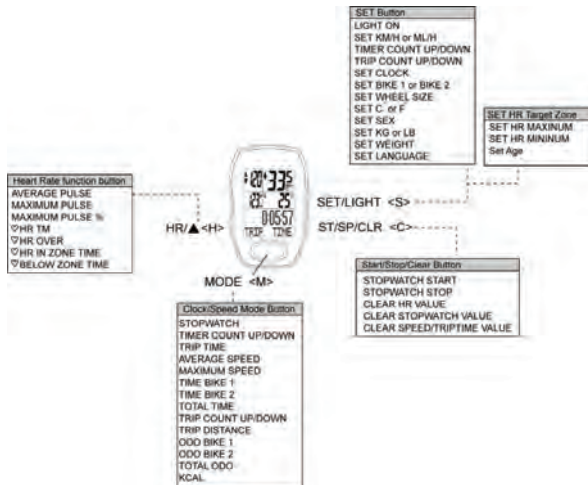 SET Button
LIGHT ON
SET KM/H or ML/H
TIMER COUNT UP/DOWN
TRIP COUNT UP/DOWN
SET CLOCK
SET BIKE 1 or BIKE 2
SET WHEEL SIZE
SET C or F
SET SEX
SET KG or LB
SET WEIGHT
SET LANGUAGE
SET HR Target Zone
SET HR MAXINUM
SET HR MININUM
Set Age
Heart Rate function button
AVERAGE PULSE
MAXIMUM PULSE
MAXIMUM PULSE %
♡HR TM
♡HR OVER
♡HR IN ZONE TIME
♡BELOW ZONE TIME
HR/▲ <H>
25
0:05:57
TRIP TIME
SET/LIGHT <S>
ST/SP/CLR <C>
MODE <M>
Start/Stop/Clear Button
STOPWATCH START
STOPWATCH STOP
CLEAR HR VALUE
CLEAR STOPWATCH VALUE
CLEAR SPEED/TRIPTIME VALUE
Clock/Speed Mode Button
STOPWATCH
TIMER COUNT UP/DOWN
TRIP TIME
AVERAGE SPEED
MAXIMUM SPEED
TIME BIKE 1
TIME BIKE 2
TOTAL TIME
TRIP COUNT UP/DOWN
TRIP DISTANCE
ODO BIKE 1
ODO BIKE 2
TOTAL ODO
KCAL